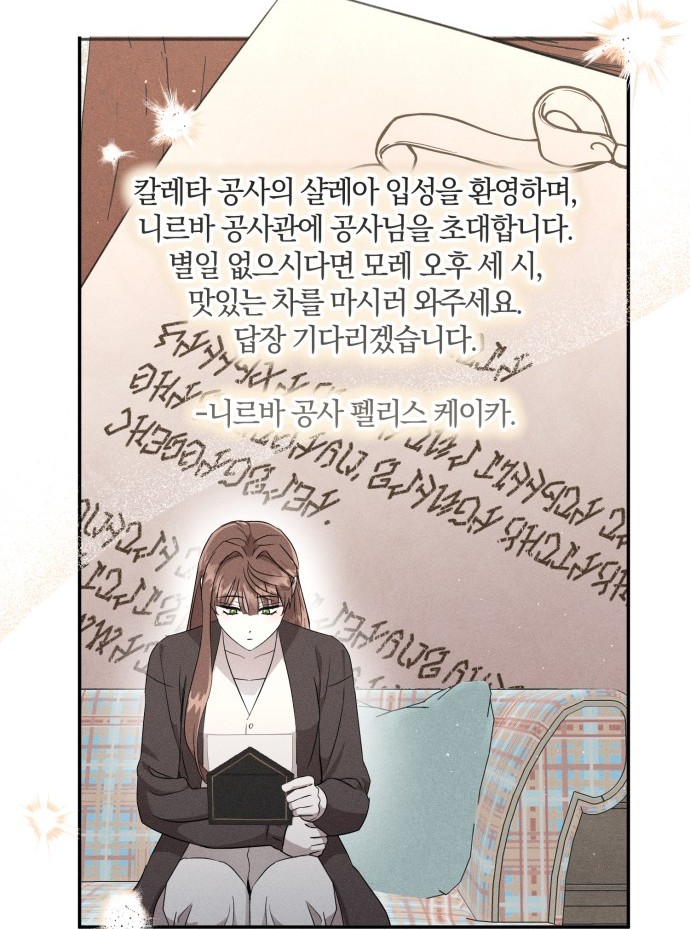 칼레타 공사의 샬레아 입성을 환영하며,
니르바 공사관에 공사님을 초대합니다.
별일 없으시다면 모레 오후 세 시,
맛있는 차를 마시러 와주세요.
답장 기다리겠습니다.
-니르바 공사 펠리스 케이카.